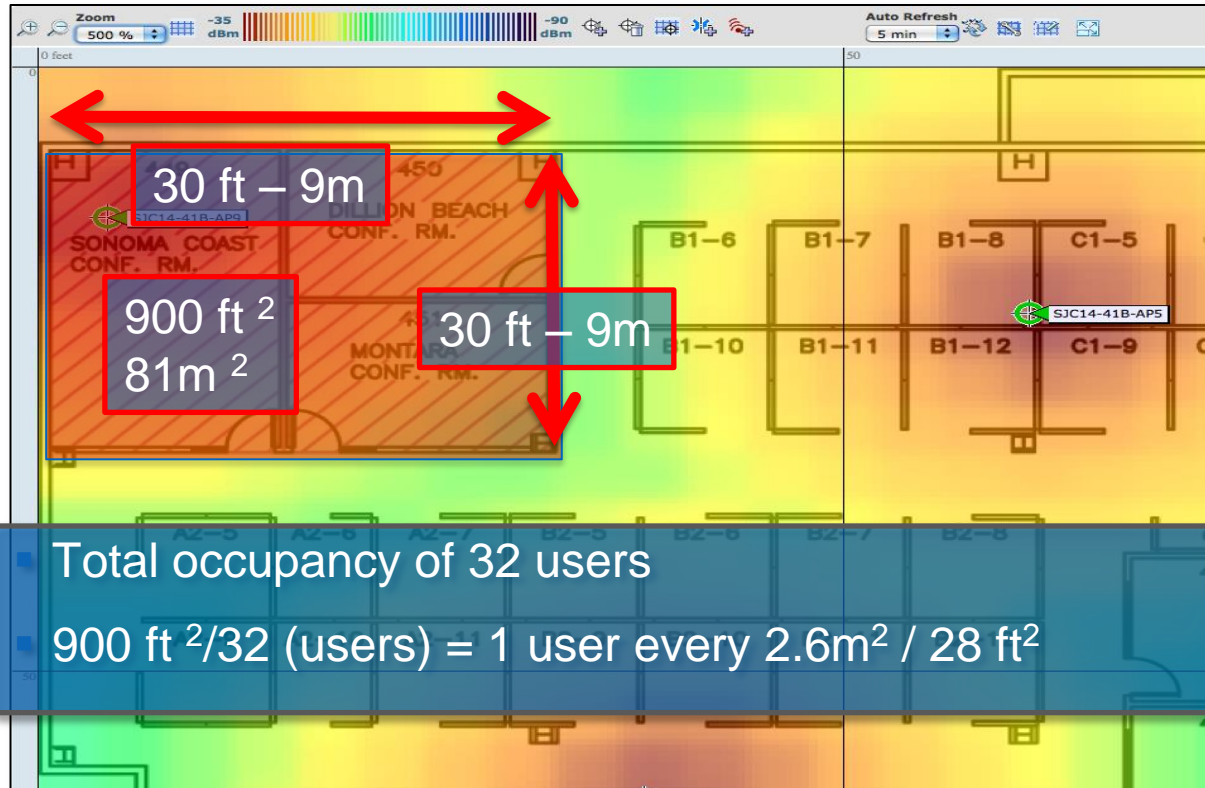 Zoom
500 %
-35
dBm
-90
dBm
Auto Refresh
5 min
0 feet
50
0
H
450
H
H
30 ft – 9m
SJC14-41B-AP9
DILLION BEACH
CONF. RM.
SONOMA COAST
CONF. RM.
B1-6
B1-7
B1-8
C1-5
900 ft 2
81m 2
30 ft – 9m
SJC14-41B-AP5
MONTARA
CONF. RM.
B1-10
B1-11
B1-12
C1-9
H
H
H
A2-5
A2-6
A2-7
B2-5
B2-6
B2-7
B2-8
Total occupancy of 32 users
900 ft 2/32 (users) = 1 user every 2.6m2 / 28 ft2
50
H
H
H